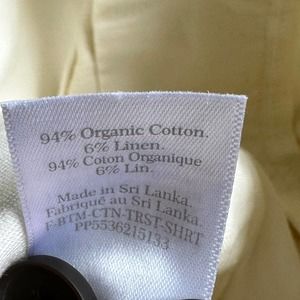 94% Organic Cotton.
6% Linen.
94% Coton Organique
6% Lin.
Made in Sri Lanka.
Fabriqué au Sri Lanka.
F-BTM-CTN-TRST-SHRT
PP5536215133